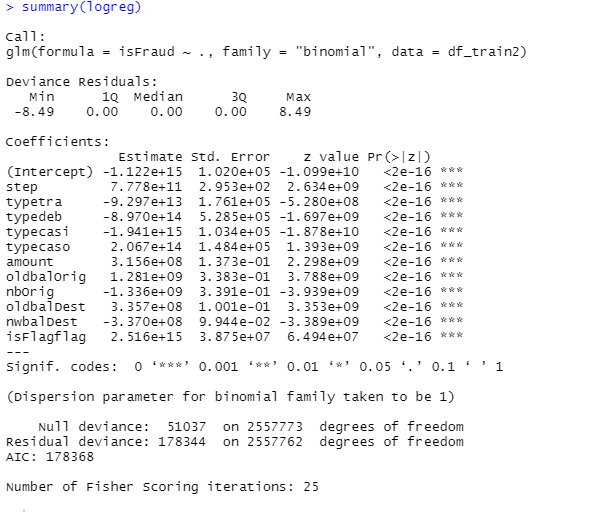 > summary(logreg)
Call:
glm(formula = isFraud ~ ., family = "binomial", data = df_train2)
Deviance Residuals:
Min 1Q Median 3Q Max
-8.49 0.00 0.00 0.00 8.49
Coefficients:
Estimate Std. Error z value Pr(>|z|)
(Intercept) -1.122e+15 1.020e+05 -1.099e+10 <2e-16 ***
step 7.778e+11 2.953e+02 2.634e+09 <2e-16 ***
typetra -9.297e+13 1.761e+05 -5.280e+08 <2e-16 ***
typedeb -8.970e+14 5.285e+05 -1.697e+09 <2e-16 ***
typecasi -1.941e+15 1.034e+05 -1.878e+10 <2e-16 ***
typecaso 2.067e+14 1.484e+05 1.393e+09 <2e-16 ***
amount 3.156e+08 1.373e-01 2.298e+09 <2e-16 ***
oldbalOrig 1.281e+09 3.383e-01 3.788e+09 <2e-16 ***
nbOrig -1.336e+09 3.391e-01 -3.939e+09 <2e-16 ***
oldbalDest 3.357e+08 1.001e-01 3.353e+09 <2e-16 ***
nwbalDest -3.370e+08 9.944e-02 -3.389e+09 <2e-16 ***
isFlagflag 2.516e+15 3.875e+07 6.494e+07 <2e-16 ***
---
Signif. codes: 0 ‘***’ 0.001 ‘**’ 0.01 ‘*’ 0.05 ‘.’ 0.1 ‘ ’ 1
(Dispersion parameter for binomial family taken to be 1)
Null deviance: 51037 on 2557773 degrees of freedom
Residual deviance: 178344 on 2557762 degrees of freedom
AIC: 178368
Number of Fisher Scoring iterations: 25